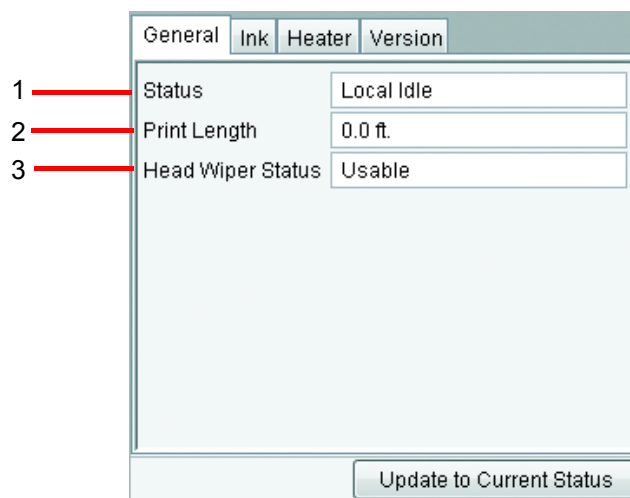 General Ink Heater Version
1 Status Local Idle
2 Print Length 0.0 ft.
3 Head Wiper Status Usable
Update to Current Status